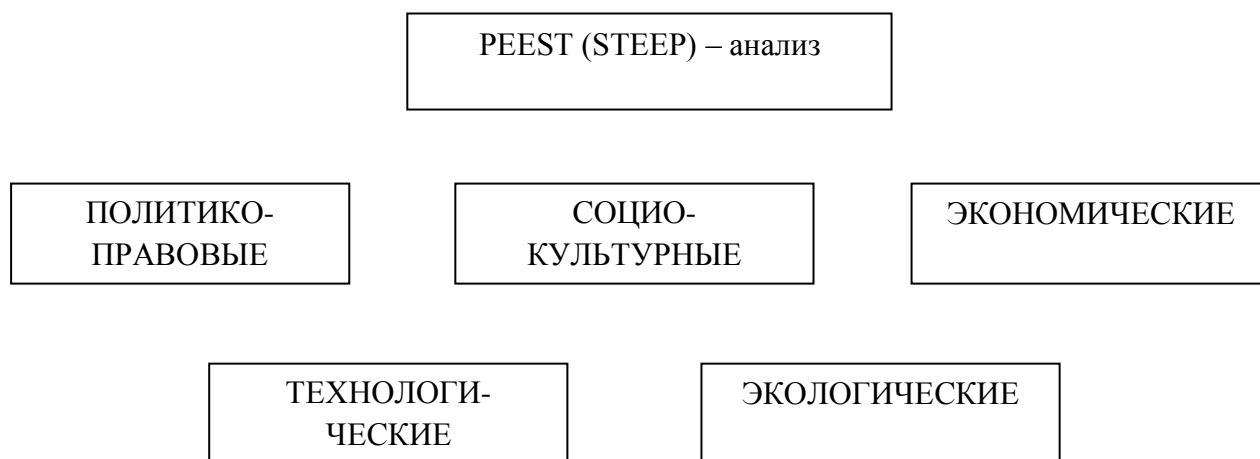 PEEST (STEEP) – анализ
ПОЛИТИКО-
ПРАВОВЫЕ
СОЦИО-
КУЛЬТУРНЫЕ
ЭКОНОМИЧЕСКИЕ
ТЕХНОЛОГИ-
ЧЕСКИЕ
ЭКОЛОГИЧЕСКИЕ